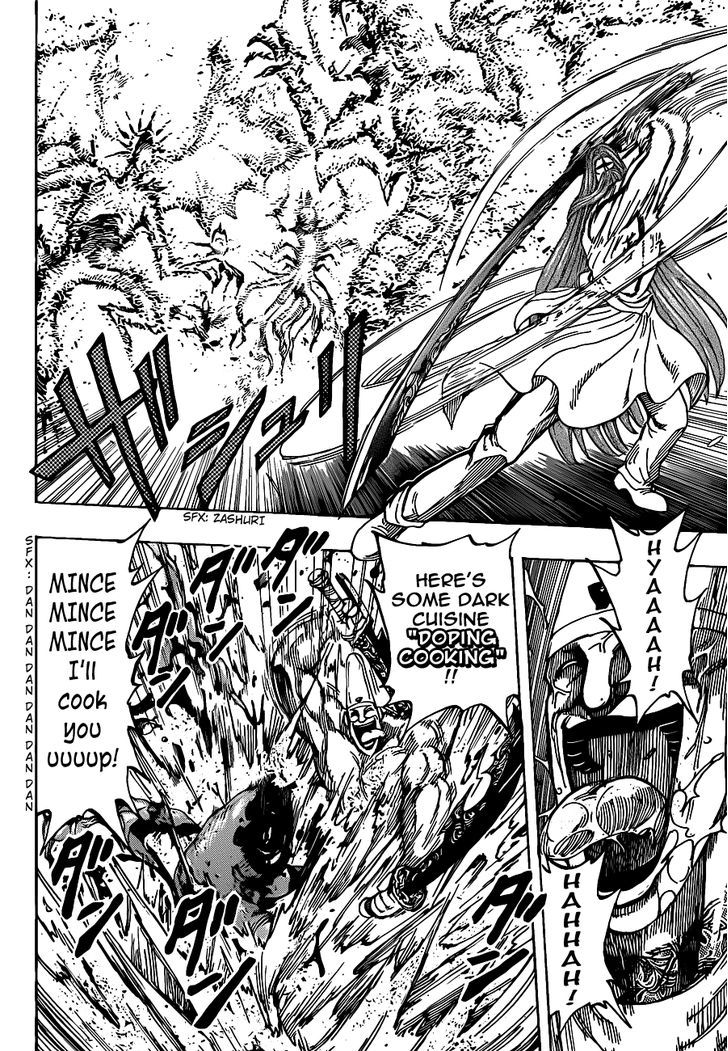 ザシュリ
SFX: ZASHURI
HYAAAAH!
HAHHAH!
HERE'S
SOME DARK
CUISINE
"DOPING
COOKING"
!!
ダン
ダン
ダン
ダン
ダン
ダン
MINCE
MINCE
MINCE
I'll
cook
you
uuuup!
SFX: DAN DAN DAN DAN DAN DAN DAN